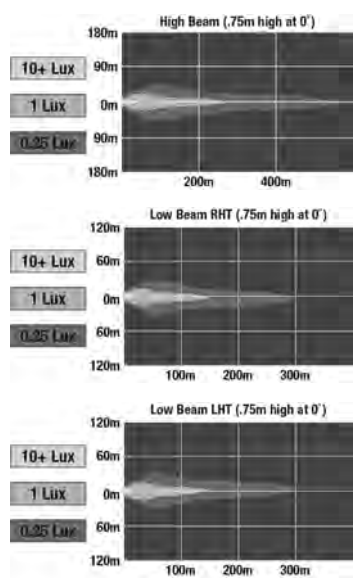 High Beam (.75m high at 0°)
180m
90m
0m
90m
180m
10+ Lux
1 Lux
0.25 Lux
200m 400m
Low Beam RHT (.75m high at 0°)
120m
60m
0m
60m
120m
10+ Lux
1 Lux
0.25 Lux
100m 200m 300m
Low Beam LHT (.75m high at 0°)
120m
60m
0m
60m
120m
10+ Lux
1 Lux
0.25 Lux
100m 200m 300m